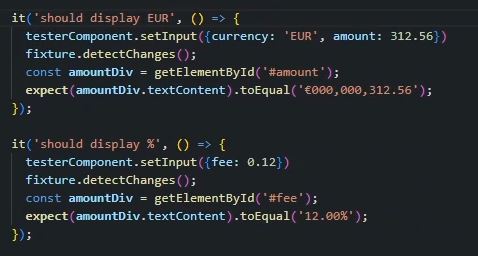 it('should display EUR', () => {
  testerComponent.setInput({currency: 'EUR', amount: 312.56})
  fixture.detectChanges();
  const amountDiv = getElementById('#amount');
  expect(amountDiv.textContent).toEqual('€000,000,312.56');
});

it('should display %', () => {
  testerComponent.setInput({fee: 0.12})
  fixture.detectChanges();
  const amountDiv = getElementById('#fee');
  expect(amountDiv.textContent).toEqual('12.00%');
});